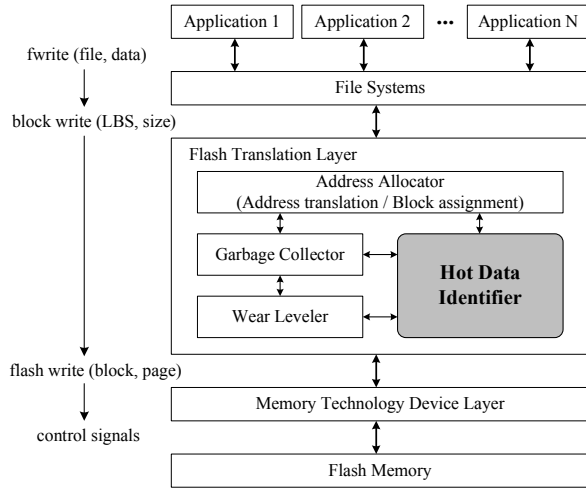 Application 1
Application 2
•••
Application N
fwrite (file, data)
File Systems
block write (LBS, size)
Flash Translation Layer
Address Allocator
(Address translation / Block assignment)
Garbage Collector
Hot Data
Identifier
Wear Leveler
flash write (block, page)
Memory Technology Device Layer
control signals
Flash Memory